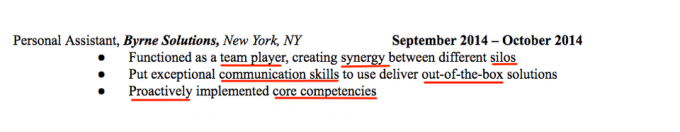 Personal Assistant, Byrne Solutions, New York, NY September 2014 – October 2014
• Functioned as a team player, creating synergy between different silos
• Put exceptional communication skills to use deliver out-of-the-box solutions
• Proactively implemented core competencies